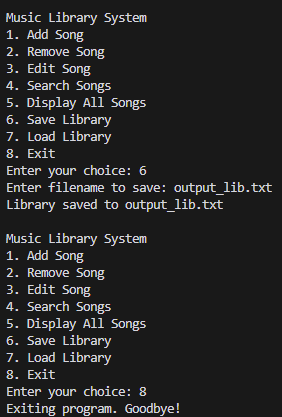 Music Library System
1. Add Song
2. Remove Song
3. Edit Song
4. Search Songs
5. Display All Songs
6. Save Library
7. Load Library
8. Exit
Enter your choice: 6
Enter filename to save: output_lib.txt
Library saved to output_lib.txt

Music Library System
1. Add Song
2. Remove Song
3. Edit Song
4. Search Songs
5. Display All Songs
6. Save Library
7. Load Library
8. Exit
Enter your choice: 8
Exiting program. Goodbye!